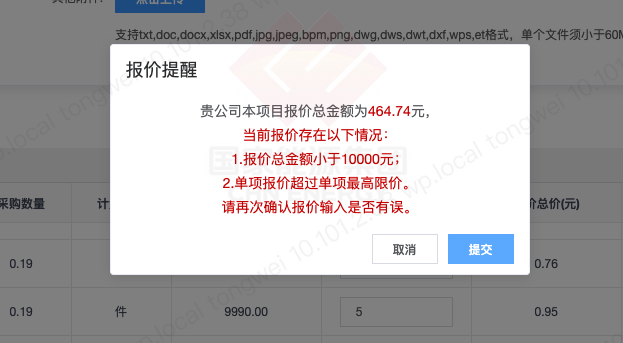 点击上传
支持txt,doc,docx,xlsx,pdf,jpg,jpeg,bpm,png,dwg,dws,dwt,dxf,wps,et格式，单个文件须小于60M
报价提醒
贵公司本项目报价总金额为464.74元，
当前报价存在以下情况：
1.报价总金额小于10000元；
2.单项报价超过单项最高限价。
请再次确认报价输入是否有误。
取消 提交
采购数量 计 价总价(元)
0.19 0.76
0.19 件 9990.00 5 0.95